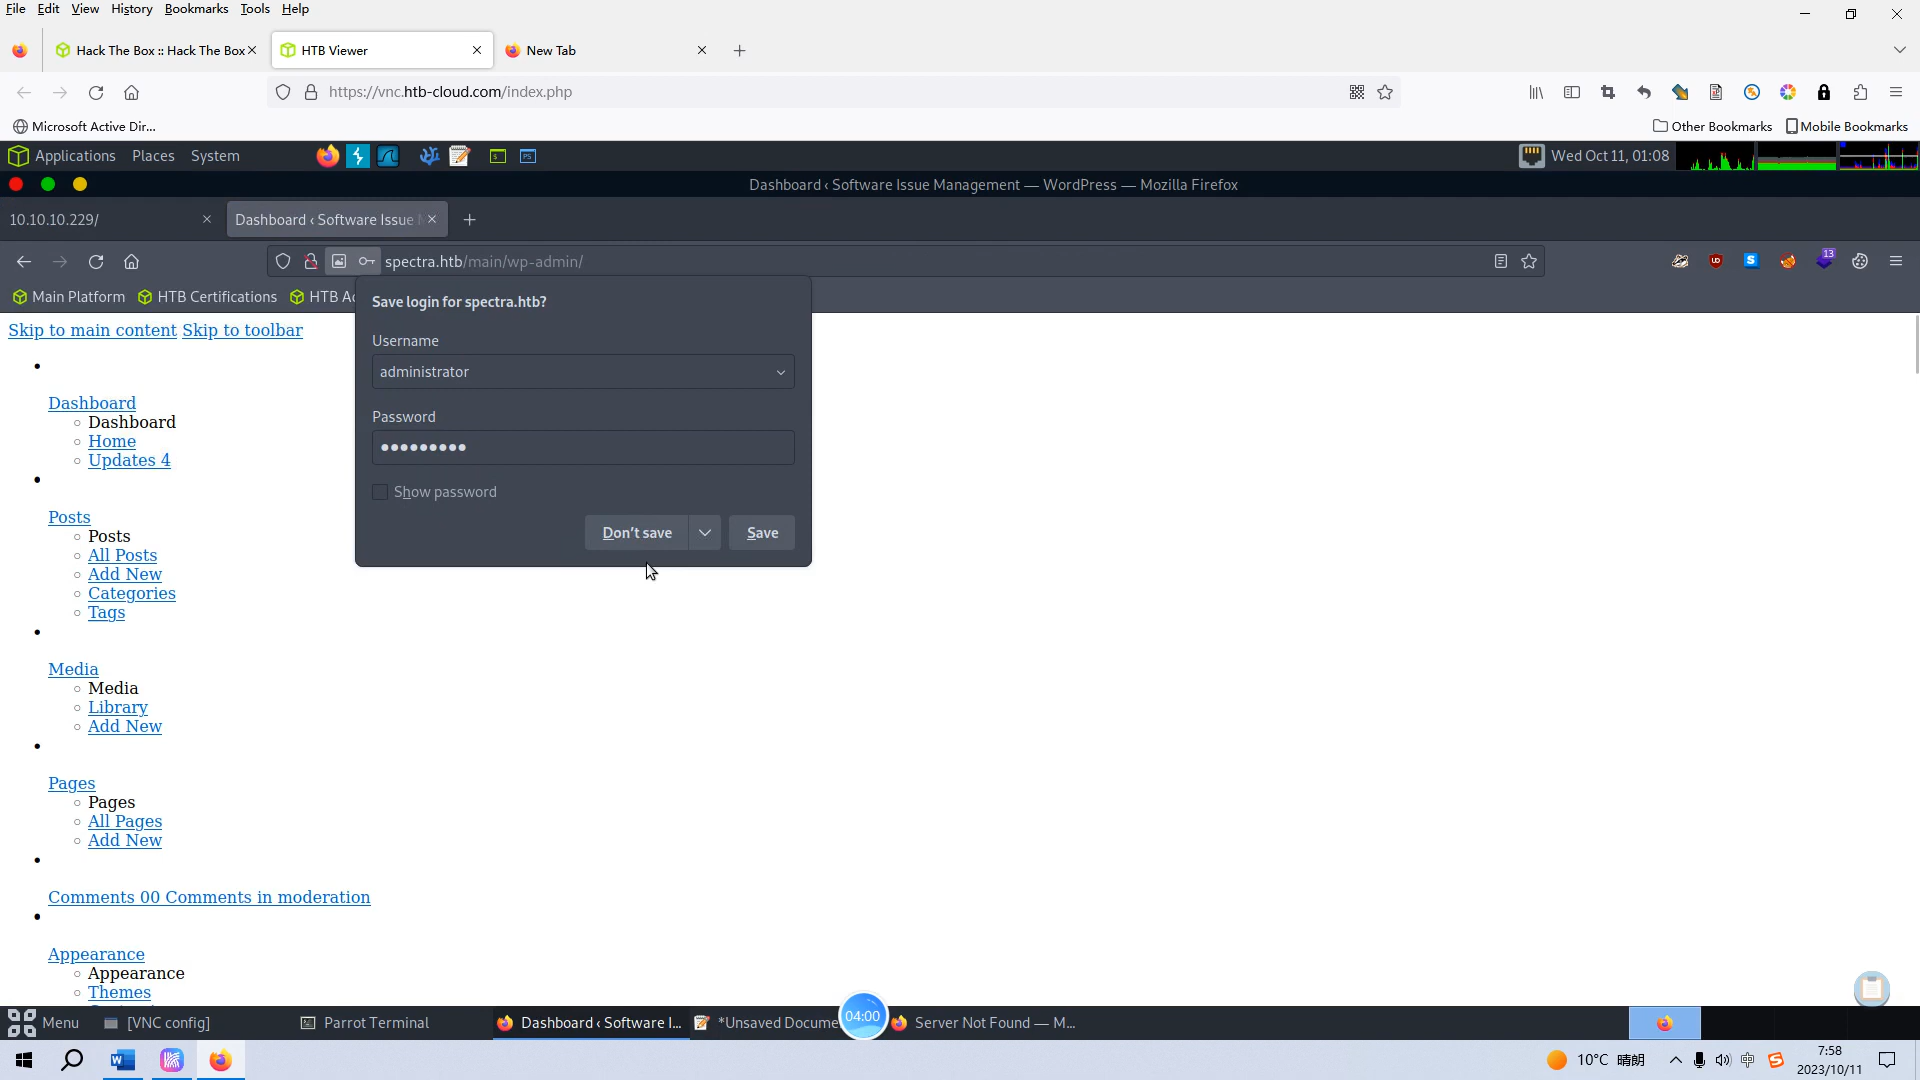 File Edit View History Bookmarks Tools Help
Hack The Box :: Hack The Box HTB Viewer New Tab
https://vnc.htb-cloud.com/index.php
Microsoft Active Dir... Other Bookmarks Mobile Bookmarks
Applications Places System Wed Oct 11, 01:08
Dashboard ‹ Software Issue Management — WordPress — Mozilla Firefox
10.10.10.229/ Dashboard ‹ Software Issue
spectra.htb/main/wp-admin/ 13
Main Platform HTB Certifications HTB Ac
Save login for spectra.htb?
Username
administrator
Password
•••••••••
Show password
Don't save Save
Skip to main content Skip to toolbar
Dashboard
Dashboard
Home
Updates 4
Posts
Posts
All Posts
Add New
Categories
Tags
Media
Media
Library
Add New
Pages
Pages
All Pages
Add New
Comments 00 Comments in moderation
Appearance
Appearance
Themes
Menu [VNC config] Parrot Terminal Dashboard ‹ Software I... *Unsaved Docume 04:00 Server Not Found — M...
10°C 晴朗 中 7:58
2023/10/11